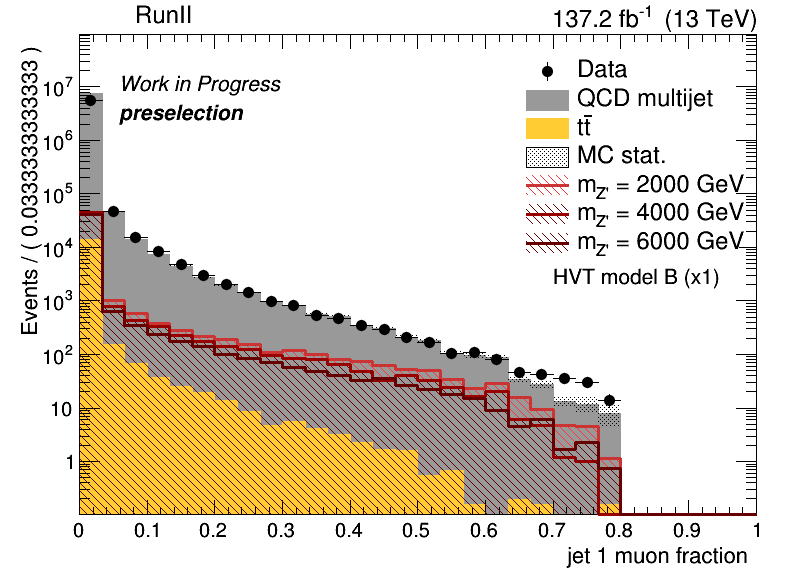 RunII
137.2 fb⁻¹ (13 TeV)
Events / ( 0.0333333333333 )
Work in Progress
preselection
Data
QCD multijet
tt̄
MC stat.
m_Z' = 2000 GeV
m_Z' = 4000 GeV
m_Z' = 6000 GeV
HVT model B (x1)
10⁷
10⁶
10⁵
10⁴
10³
10²
10
1
0 0.1 0.2 0.3 0.4 0.5 0.6 0.7 0.8 0.9 1
jet 1 muon fraction